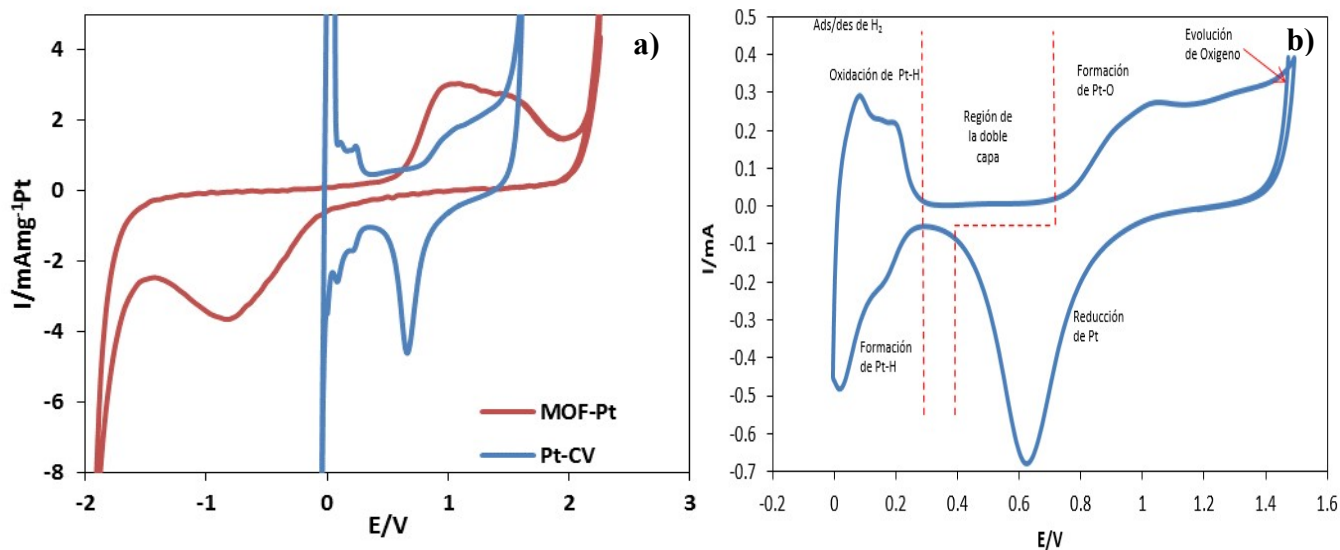 a)
4
2
0
-2
-4
-6
-8
I/mAmg-1Pt
-2
-1
0
1
2
3
E/V
MOF-Pt
Pt-CV
b)
0.5
0.4
0.3
0.2
0.1
0.0
-0.1
-0.2
-0.3
-0.4
-0.5
-0.6
-0.7
I/mA
-0.2
0
0.2
0.4
0.6
0.8
1
1.2
1.4
1.6
E/V
Ads/des de H₂
Oxidación de Pt-H
Región de
la doble
capa
Formación
de Pt-O
Evolución
de Oxigeno
Formación
de Pt-H
Reducción
de Pt